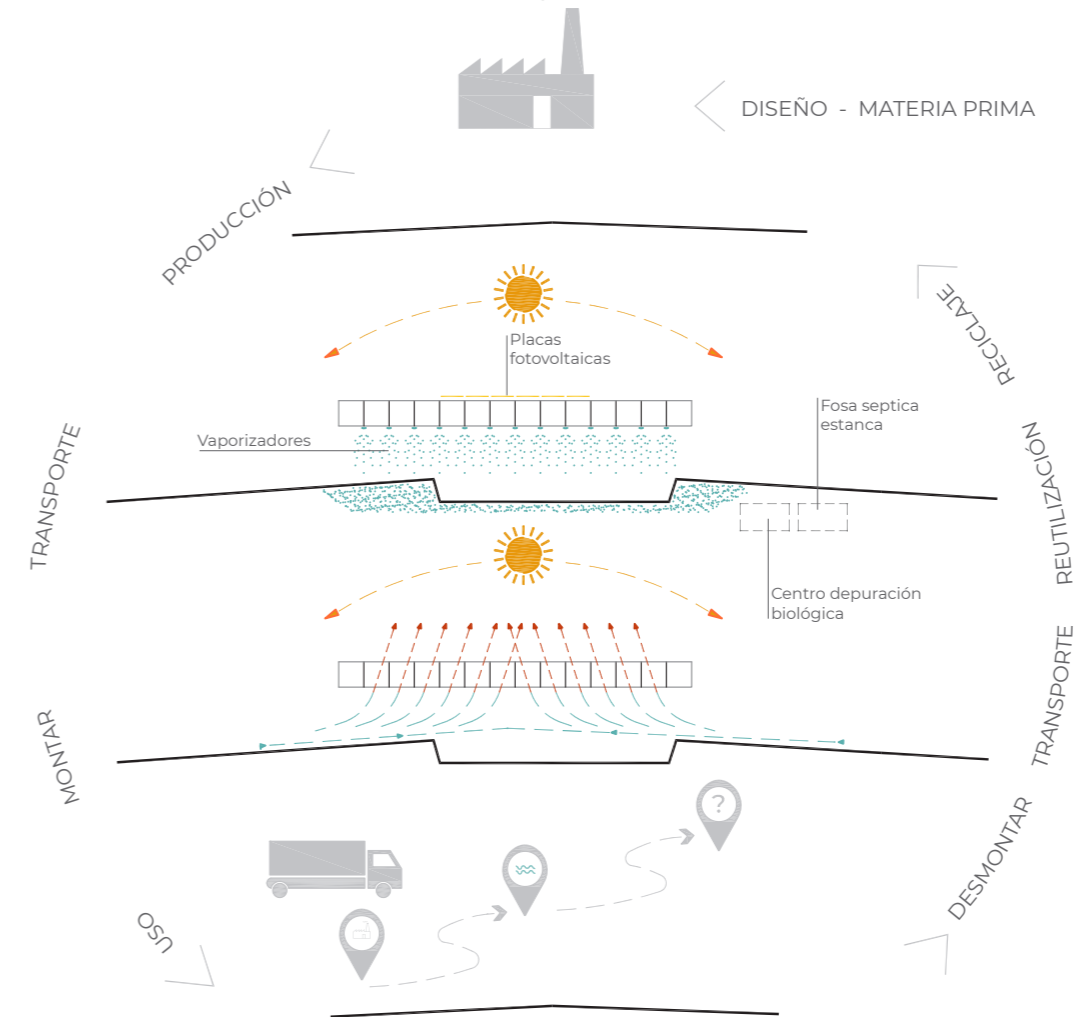 DISEÑO - MATERIA PRIMA
PRODUCCIÓN
RECICLAJE
Placas
fotovoltaicas
Fosa septica
estanca
Vaporizadores
TRANSPORTE
REUTILIZACIÓN
Centro depuración
biológica
TRANSPORTE
MONTAR
?
DESMONTAR
USO